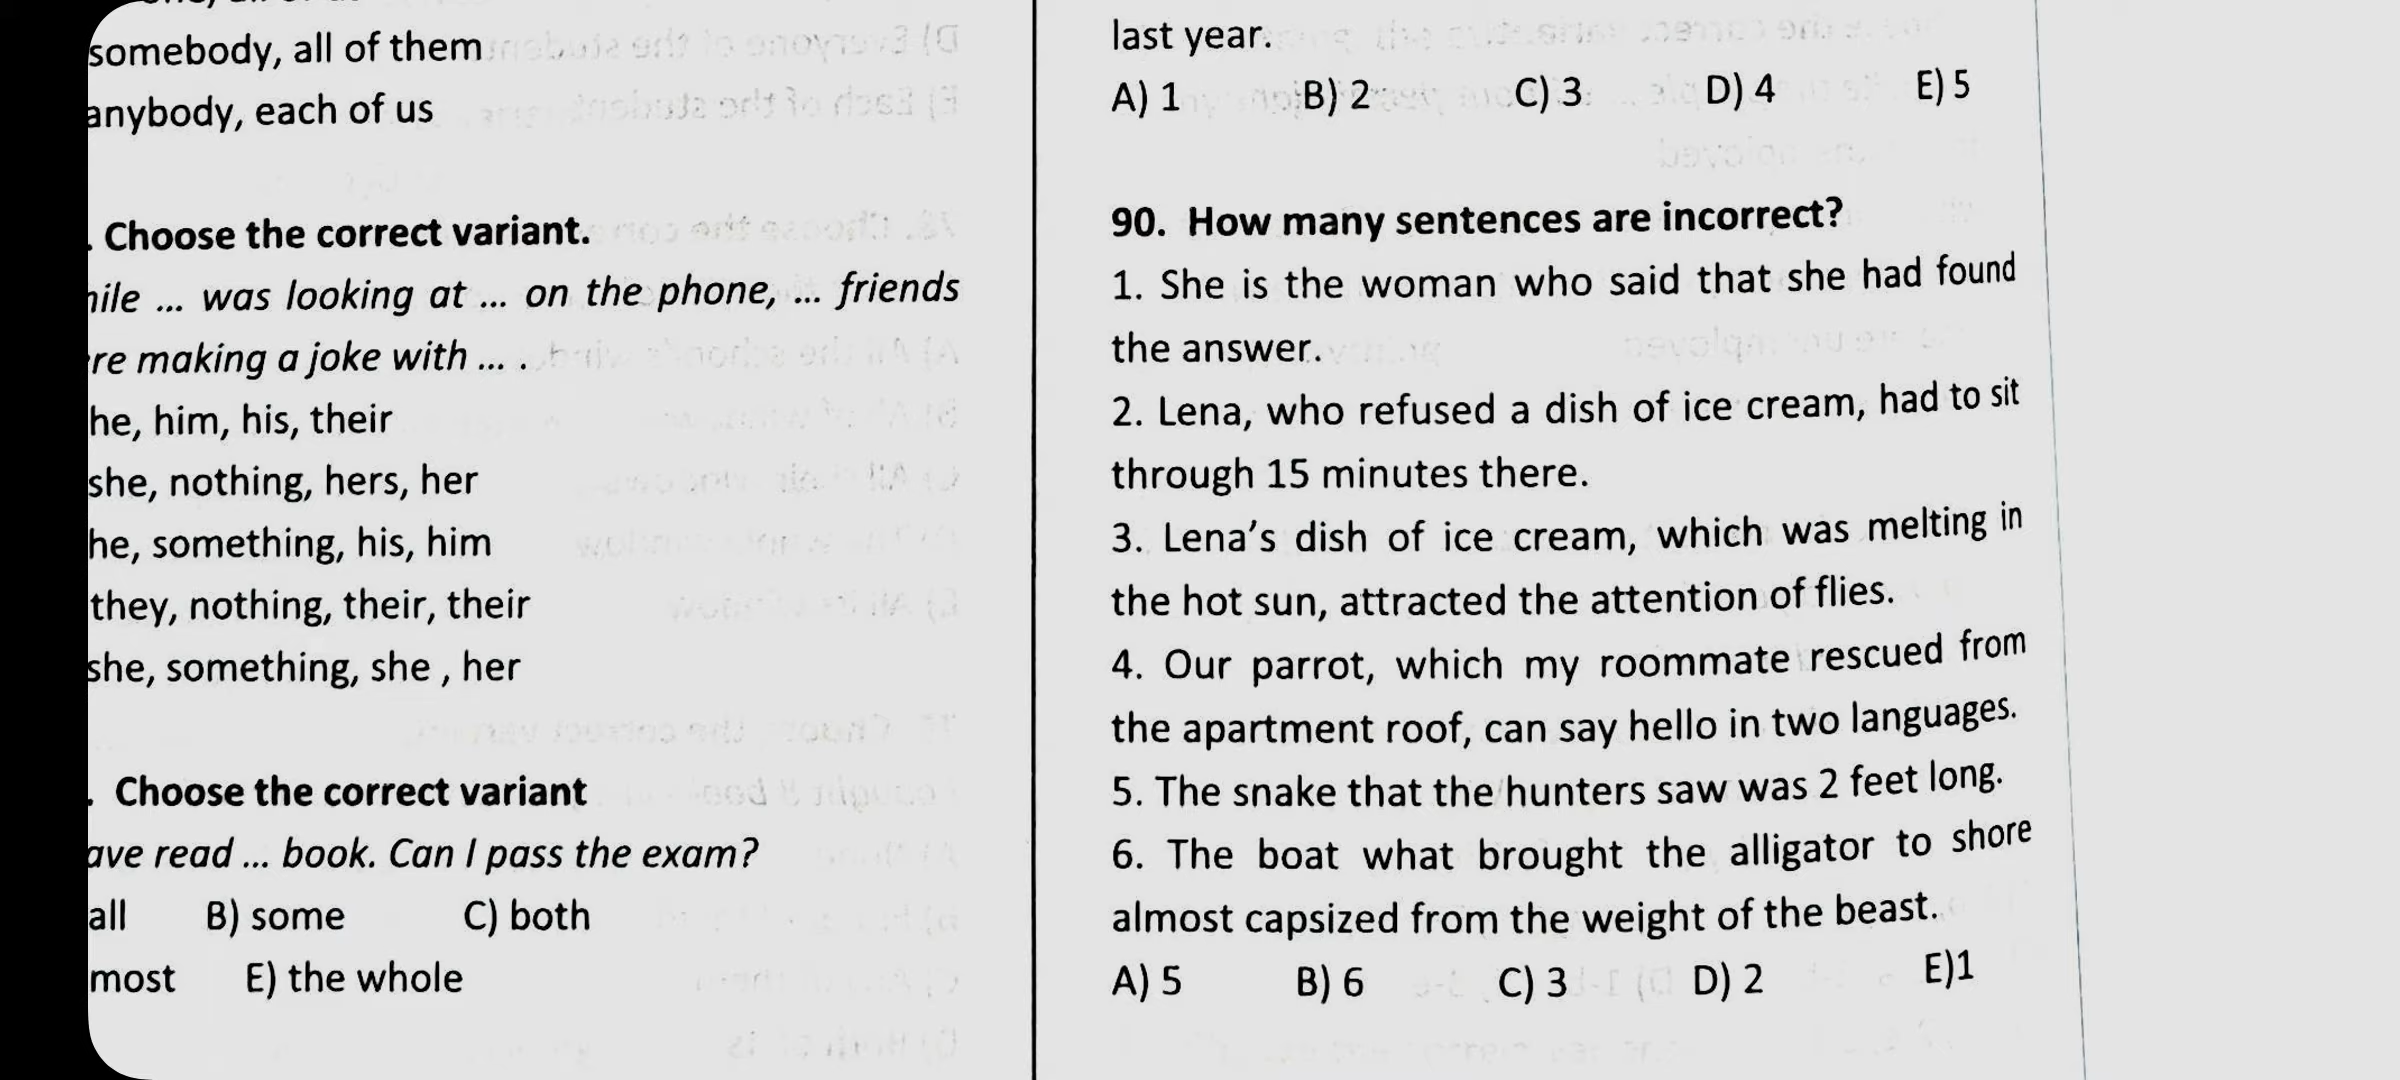 somebody, all of them
anybody, each of us
. Choose the correct variant.
... was looking at ... on the phone, ... friends
re making a joke with ... .
he, him, his, their
she, nothing, hers, her
he, something, his, him
they, nothing, their, their
she, something, she , her
. Choose the correct variant
ave read ... book. Can I pass the exam?
all B) some C) both
most E) the whole
last year.
A) 1 B) 2 C) 3 D) 4 E) 5
90. How many sentences are incorrect?
1. She is the woman who said that she had found
the answer.
2. Lena, who refused a dish of ice cream, had to sit
through 15 minutes there.
3. Lena's dish of ice cream, which was melting in
the hot sun, attracted the attention of flies.
4. Our parrot, which my roommate rescued from
the apartment roof, can say hello in two languages.
5. The snake that the hunters saw was 2 feet long.
6. The boat what brought the alligator to shore
almost capsized from the weight of the beast.
A) 5 B) 6 C) 3 D) 2 E)1